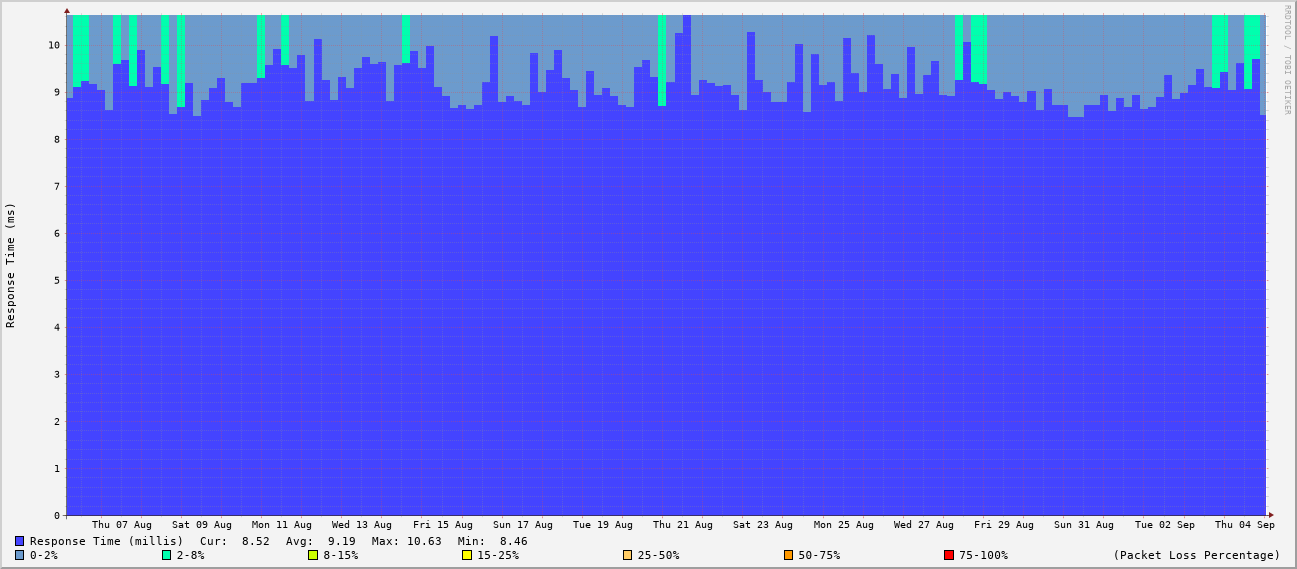 RRDTOOL / TOBI OETIKER
Response Time (ms)
10
9
8
7
6
5
4
3
2
1
0
Thu 07 Aug Sat 09 Aug Mon 11 Aug Wed 13 Aug Fri 15 Aug Sun 17 Aug Tue 19 Aug Thu 21 Aug Sat 23 Aug Mon 25 Aug Wed 27 Aug Fri 29 Aug Sun 31 Aug Tue 02 Sep Thu 04 Sep
Response Time (millis) Cur: 8.52 Avg: 9.19 Max: 10.63 Min: 8.46
0-2% 2-8% 8-15% 15-25% 25-50% 50-75% 75-100% (Packet Loss Percentage)